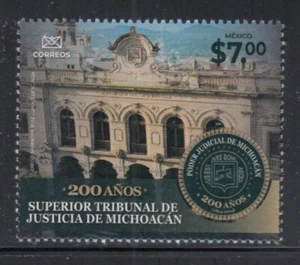 CORREOS
MÉXICO
$7.00
PODER JUDICIAL DE MICHOACÁN
200 AÑOS
· 200 AÑOS ·
SUPERIOR TRIBUNAL DE
JUSTICIA DE MICHOACÁN